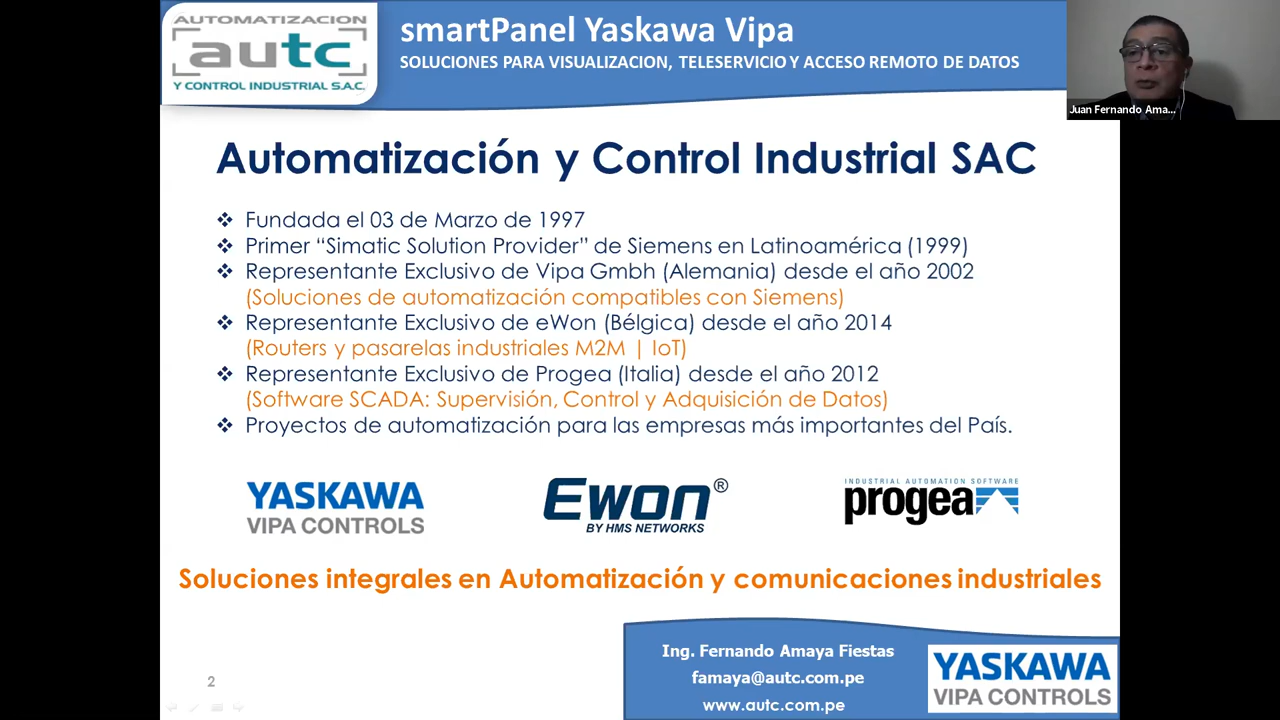 AUTOMATIZACION
autc
Y CONTROL INDUSTRIAL S.A.C.
smartPanel Yaskawa Vipa
SOLUCIONES PARA VISUALIZACION, TELESERVICIO Y ACCESO REMOTO DE DATOS
Juan Fernando Ama...
Automatización y Control Industrial SAC
❖ Fundada el 03 de Marzo de 1997
❖ Primer “Simatic Solution Provider” de Siemens en Latinoamérica (1999)
❖ Representante Exclusivo de Vipa Gmbh (Alemania) desde el año 2002
(Soluciones de automatización compatibles con Siemens)
❖ Representante Exclusivo de eWon (Bélgica) desde el año 2014
(Routers y pasarelas industriales M2M | IoT)
❖ Representante Exclusivo de Progea (Italia) desde el año 2012
(Software SCADA: Supervisión, Control y Adquisición de Datos)
❖ Proyectos de automatización para las empresas más importantes del País.
YASKAWA
VIPA CONTROLS
Ewon®
BY HMS NETWORKS
INDUSTRIAL AUTOMATION SOFTWARE
progea
Soluciones integrales en Automatización y comunicaciones industriales
Ing. Fernando Amaya Fiestas
famaya@autc.com.pe
www.autc.com.pe
YASKAWA
VIPA CONTROLS
2